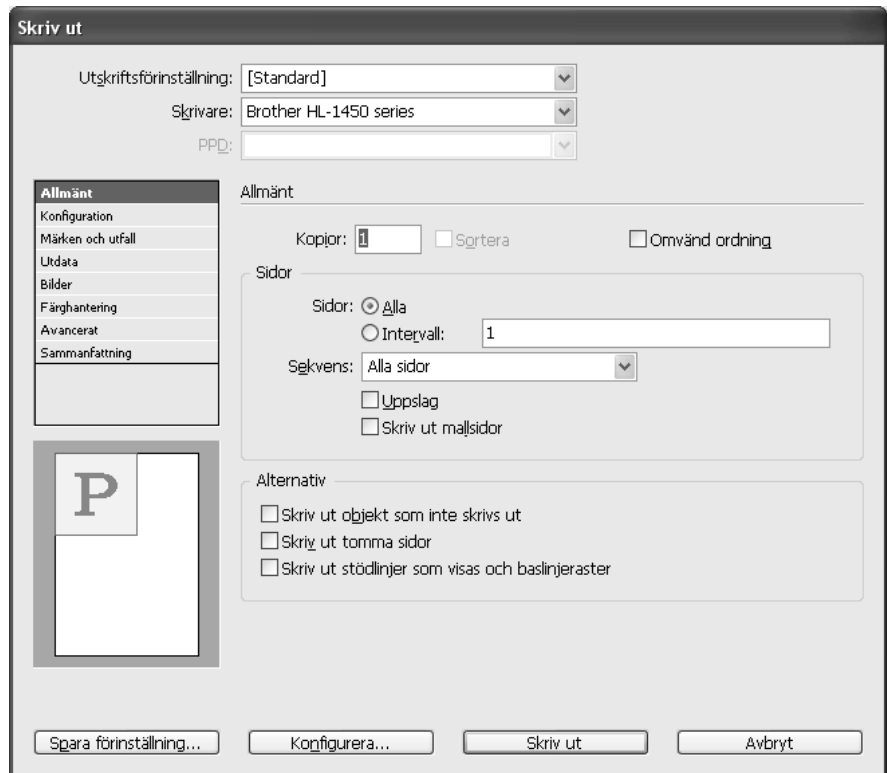 Skriv ut
Utskriftsförinställning: [Standard]
Skrivare: Brother HL-1450 series
PPD:
Allmänt
Konfiguration
Märken och utfall
Utdata
Bilder
Färghantering
Avancerat
Sammanfattning
Allmänt
Kopior: 1 Sortera Omvänd ordning
Sidor
Sidor: Alla
Intervall: 1
Sekvens: Alla sidor
Uppslag
Skriv ut mallsidor
P
Alternativ
Skriv ut objekt som inte skrivs ut
Skriv ut tomma sidor
Skriv ut stödlinjer som visas och baslinjeraster
Spara förinställning... Konfigurera... Skriv ut Avbryt